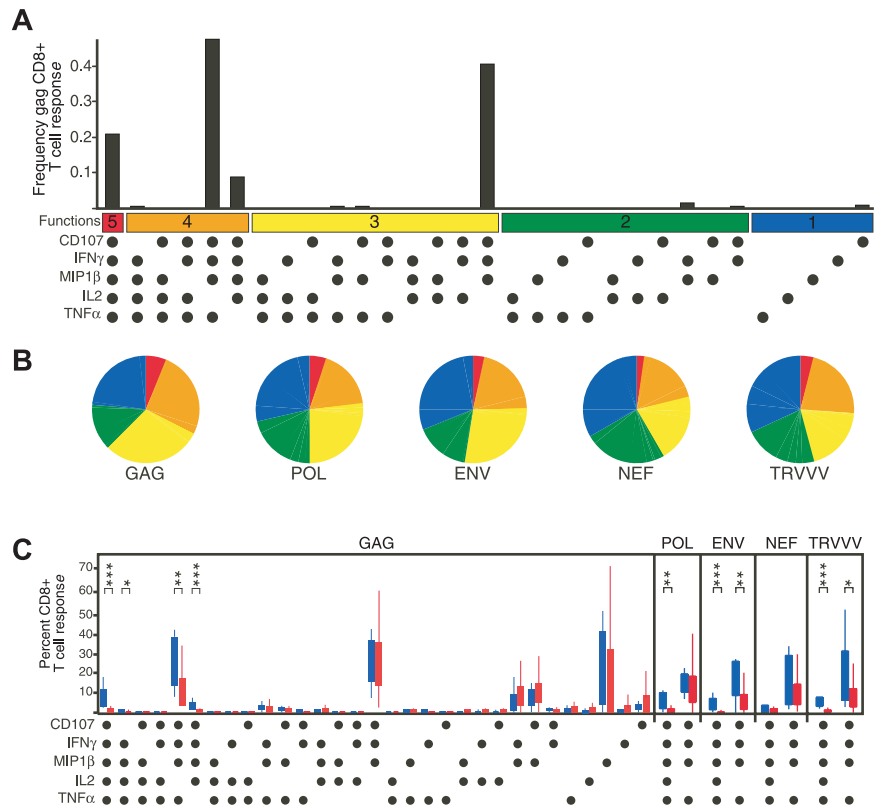 A
Frequency gag CD8+
T cell response
0.4
0.3
0.2
0.1
Functions 5 4 3 2 1
CD107
IFNγ
MIP1β
IL2
TNFα
B
GAG POL ENV NEF TRVVV
C
GAG POL ENV NEF TRVVV
Percent CD8+
T cell response
*** * ** *** ** *** ** *** *
70
60
50
40
30
20
10
CD107
IFNγ
MIP1β
IL2
TNFα